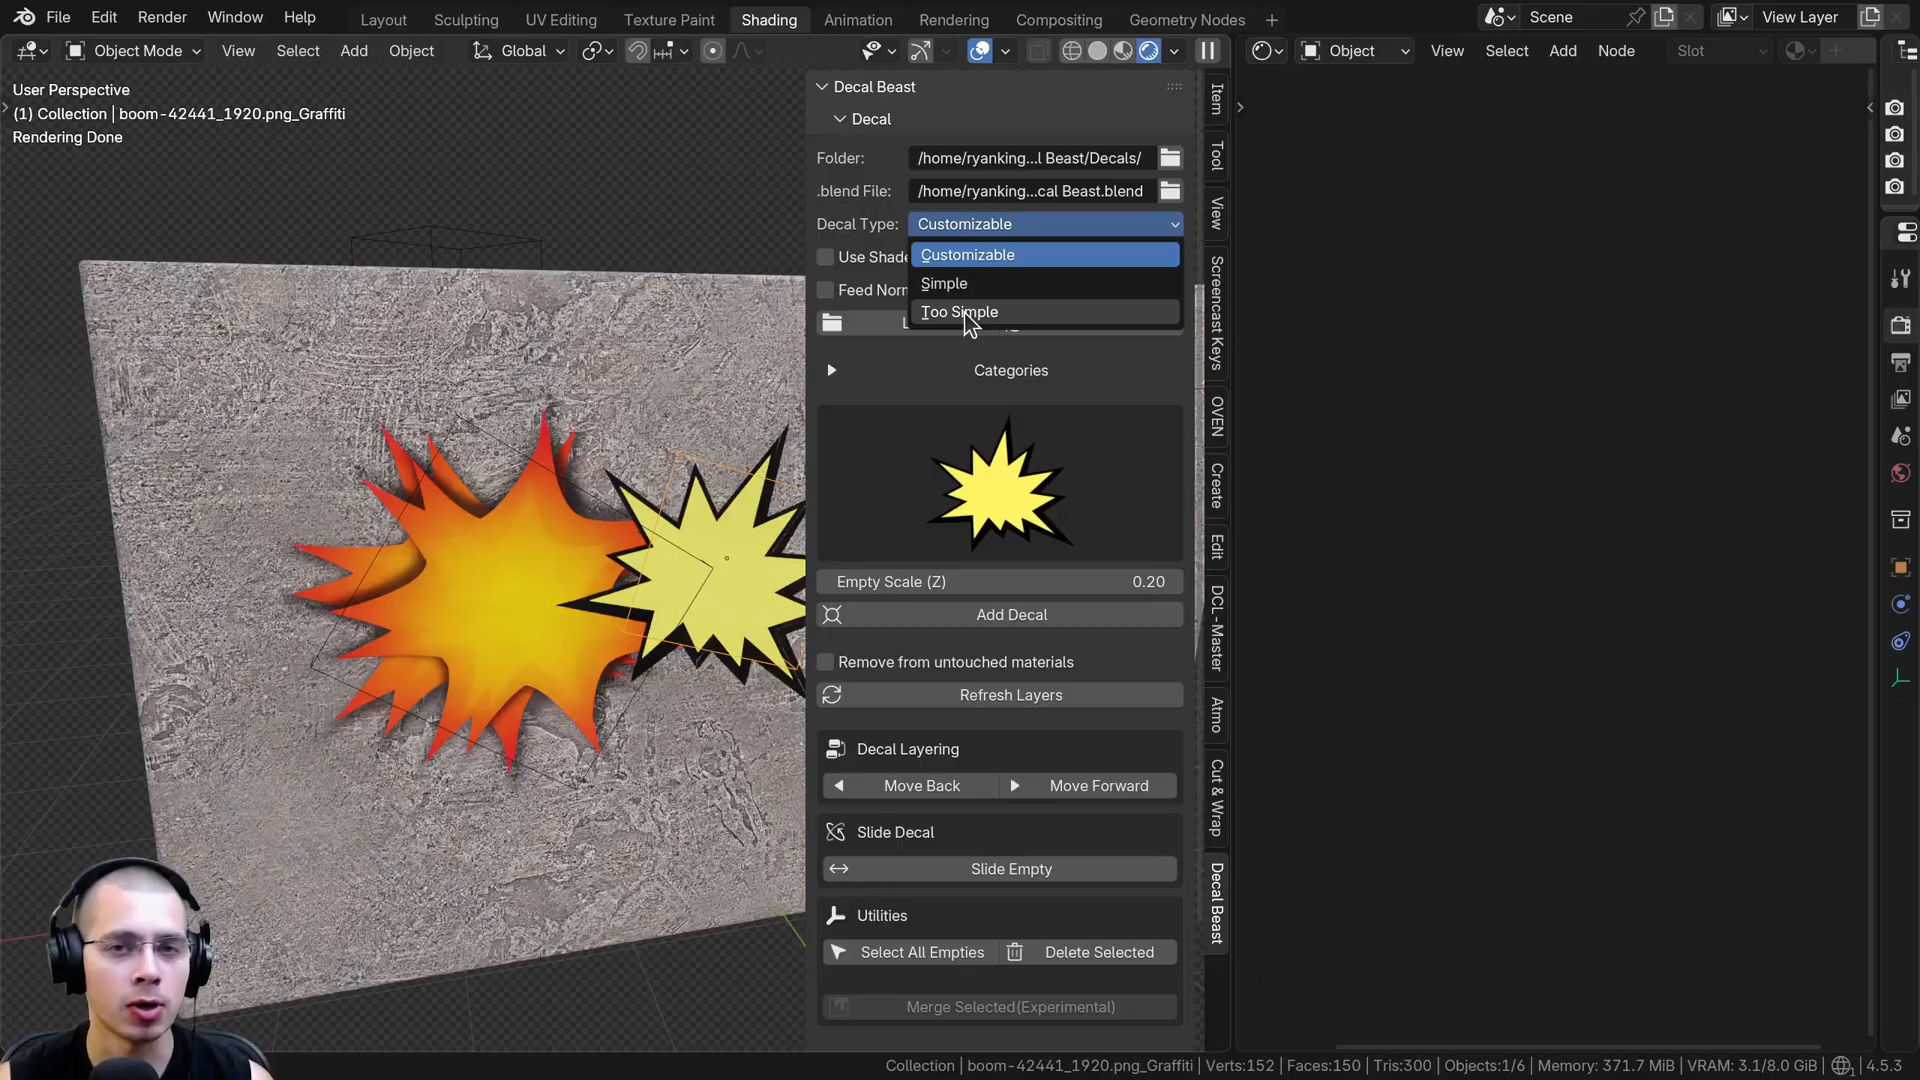 File Edit Render Window Help Layout Sculpting UV Editing Texture Paint Shading Animation Rendering Compositing Geometry Nodes + Scene View Layer
Object Mode View Select Add Object Global Object View Select Add Node Slot
User Perspective
(1) Collection | boom-42441_1920.png_Graffiti
Rendering Done
Decal Beast
Decal
Folder: /home/ryanking...l Beast/Decals/
.blend File: /home/ryanking...cal Beast.blend
Decal Type: Customizable
Use Shade
Customizable
Feed Norm
Simple
Too Simple
Categories
Empty Scale (Z) 0.20
Add Decal
Remove from untouched materials
Refresh Layers
Decal Layering
Move Back Move Forward
Slide Decal
Slide Empty
Utilities
Select All Empties Delete Selected
Merge Selected(Experimental)
Item
Tool
View
Screencast Keys
OVEN
Create
Edit
DCL-Master
Atmo
Cut & Wrap
Decal Beast
Collection | boom-42441_1920.png_Graffiti | Verts:152 | Faces:150 | Tris:300 | Objects:1/6 | Memory: 371.7 MiB | VRAM: 3.1/8.0 GiB | 4.5.3